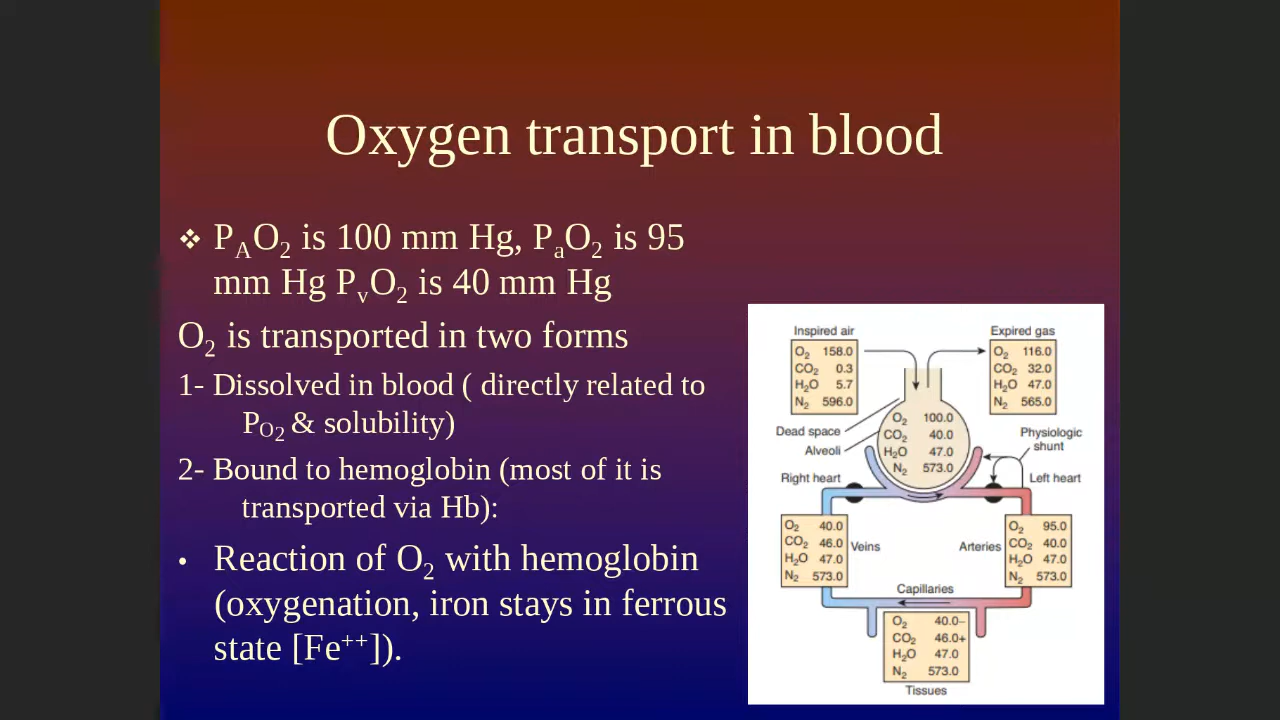 Oxygen transport in blood
❖ PAO2 is 100 mm Hg, PaO2 is 95
mm Hg PvO2 is 40 mm Hg
O2 is transported in two forms
1- Dissolved in blood ( directly related to
PO2 & solubility)
2- Bound to hemoglobin (most of it is
transported via Hb):
• Reaction of O2 with hemoglobin
(oxygenation, iron stays in ferrous
state [Fe++]).
Inspired air
O2 158.0
CO2 0.3
H2O 5.7
N2 596.0
Expired gas
O2 116.0
CO2 32.0
H2O 47.0
N2 565.0
O2 100.0
CO2 40.0
H2O 47.0
N2 573.0
Dead space
Alveoli
Physiologic
shunt
Right heart
Left heart
O2 40.0
CO2 46.0
H2O 47.0
N2 573.0
Veins
Arteries
O2 95.0
CO2 40.0
H2O 47.0
N2 573.0
Capillaries
O2 40.0–
CO2 46.0+
H2O 47.0
N2 573.0
Tissues